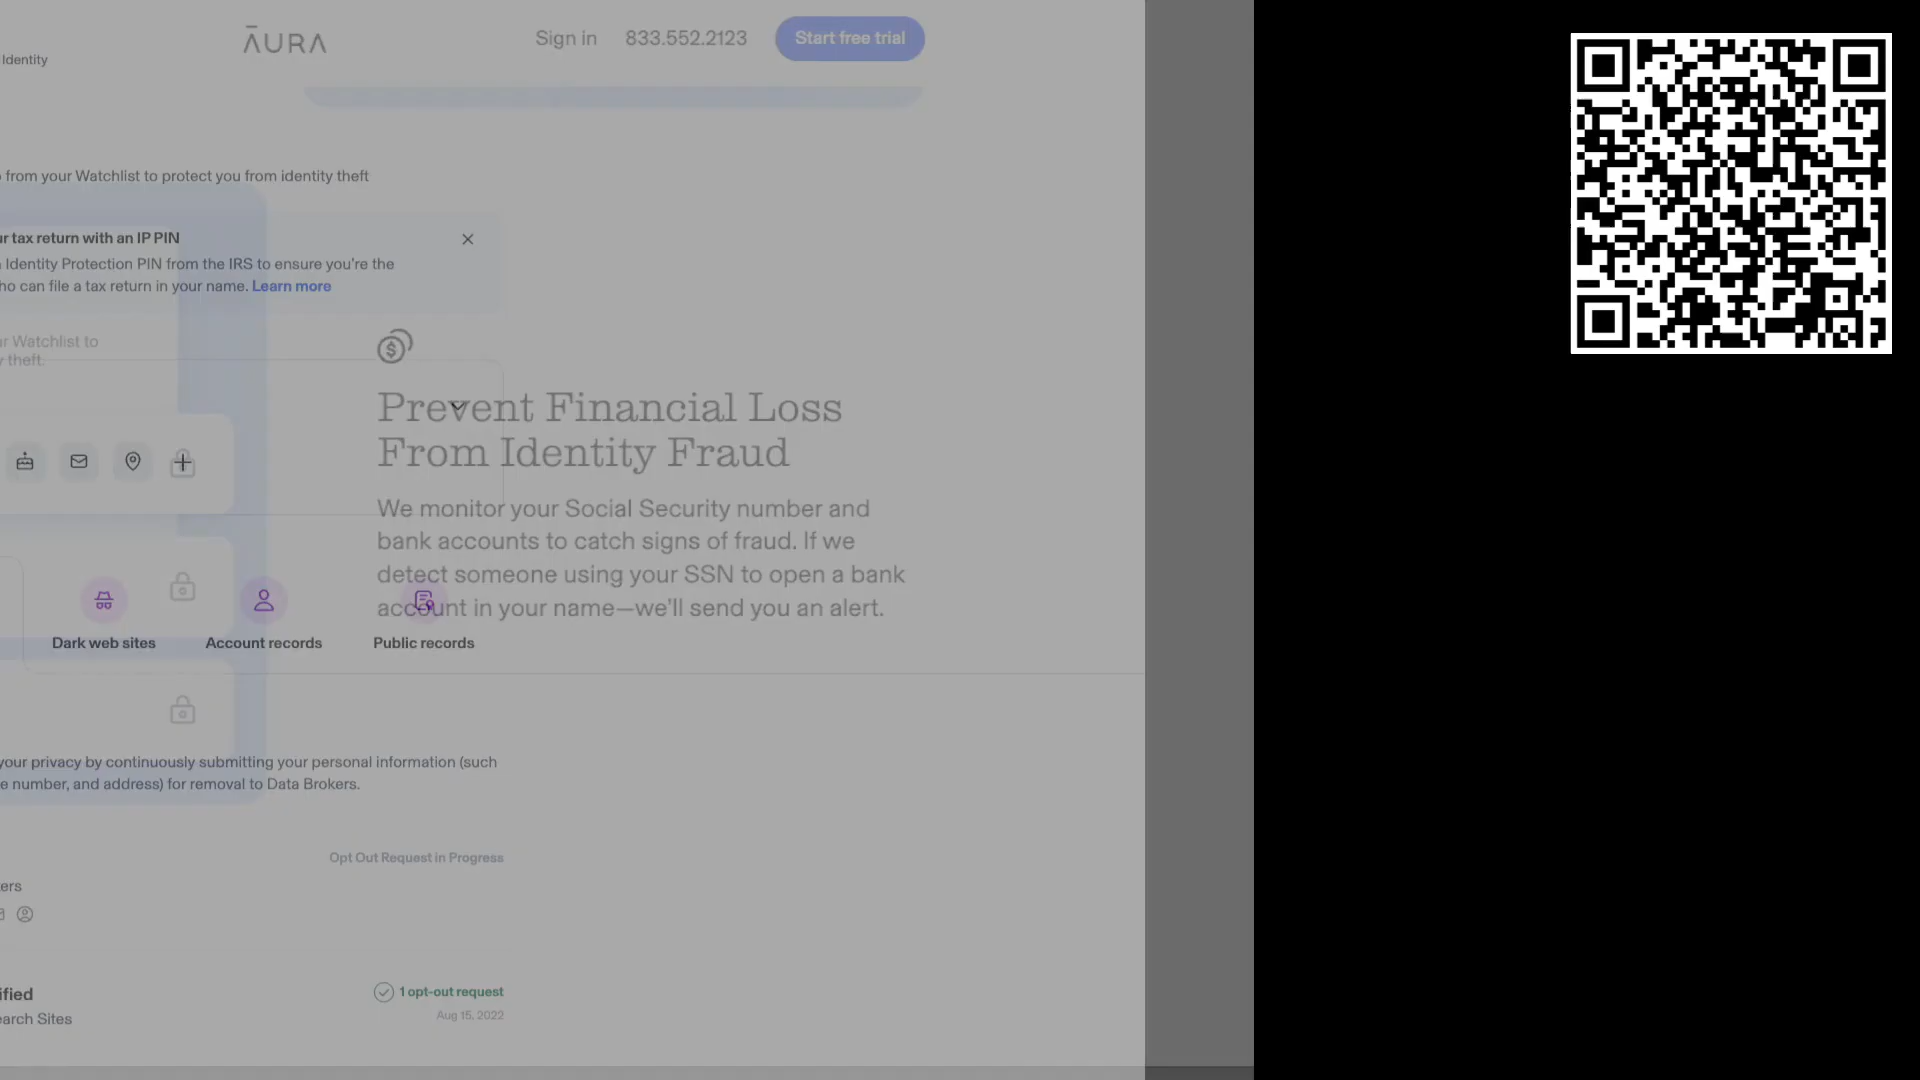 ĀURA
Sign in
833.552.2123
Start free trial
Identity
from your Watchlist to protect you from identity theft
tax return with an IP PIN
Identity Protection PIN from the IRS to ensure you're the
can file a tax return in your name. Learn more
Watchlist to
theft.
Prevent Financial Loss
From Identity Fraud
We monitor your Social Security number and
bank accounts to catch signs of fraud. If we
detect someone using your SSN to open a bank
account in your name—we'll send you an alert.
Dark web sites
Account records
Public records
your privacy by continuously submitting your personal information (such
number, and address) for removal to Data Brokers.
Opt Out Request in Progress
1 opt-out request
Sites
Aug 15, 2022